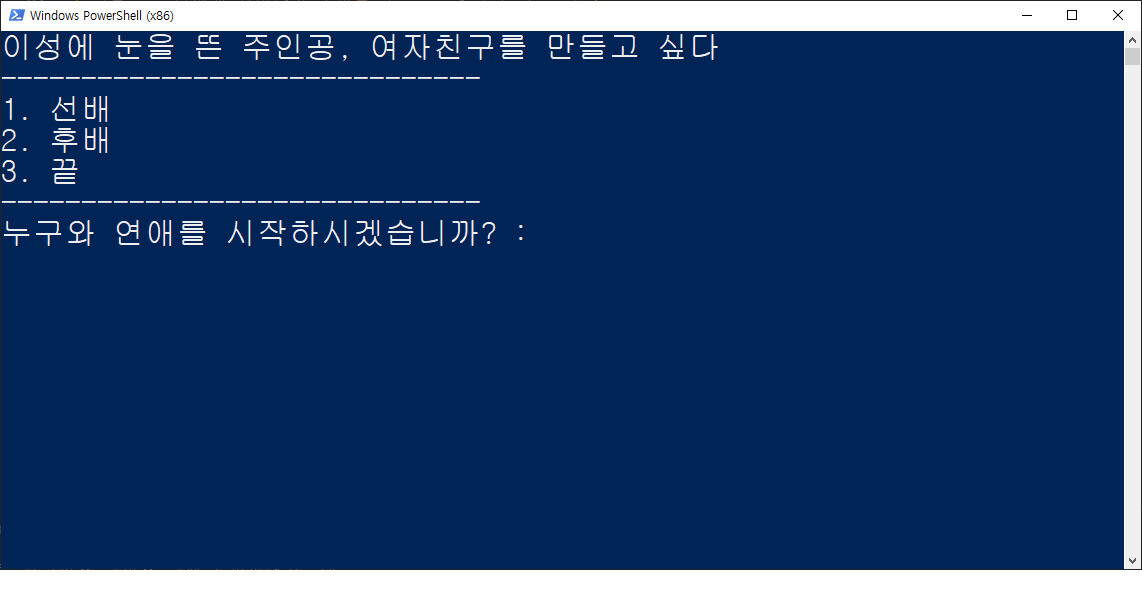 Windows PowerShell (x86)
이성에 눈을 뜬 주인공, 여자친구를 만들고 싶다
------------------------------
1. 선배
2. 후배
3. 끝
------------------------------
누구와 연애를 시작하시겠습니까? :